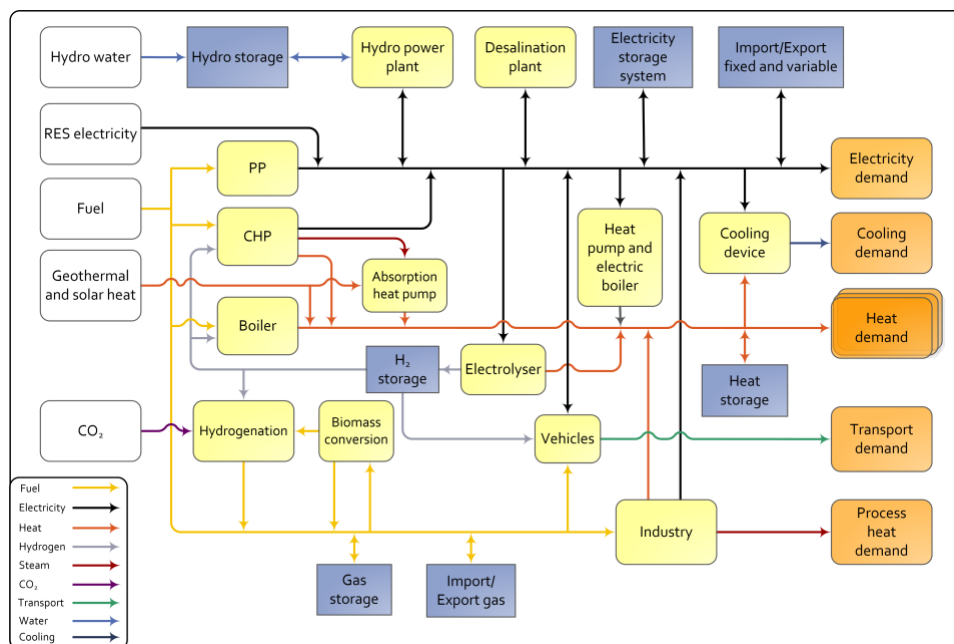 Hydro water
Hydro storage
Hydro power
plant
Desalination
plant
Electricity
storage
system
Import/Export
fixed and variable
RES electricity
PP
Electricity
demand
Fuel
CHP
Heat
pump and
electric
boiler
Cooling
device
Cooling
demand
Geothermal
and solar heat
Absorption
heat pump
Boiler
Heat
demand
H₂
storage
Electrolyser
Heat
storage
CO₂
Hydrogenation
Biomass
conversion
Vehicles
Transport
demand
Industry
Process
heat
demand
Gas
storage
Import/
Export gas
Fuel
Electricity
Heat
Hydrogen
Steam
CO₂
Transport
Water
Cooling